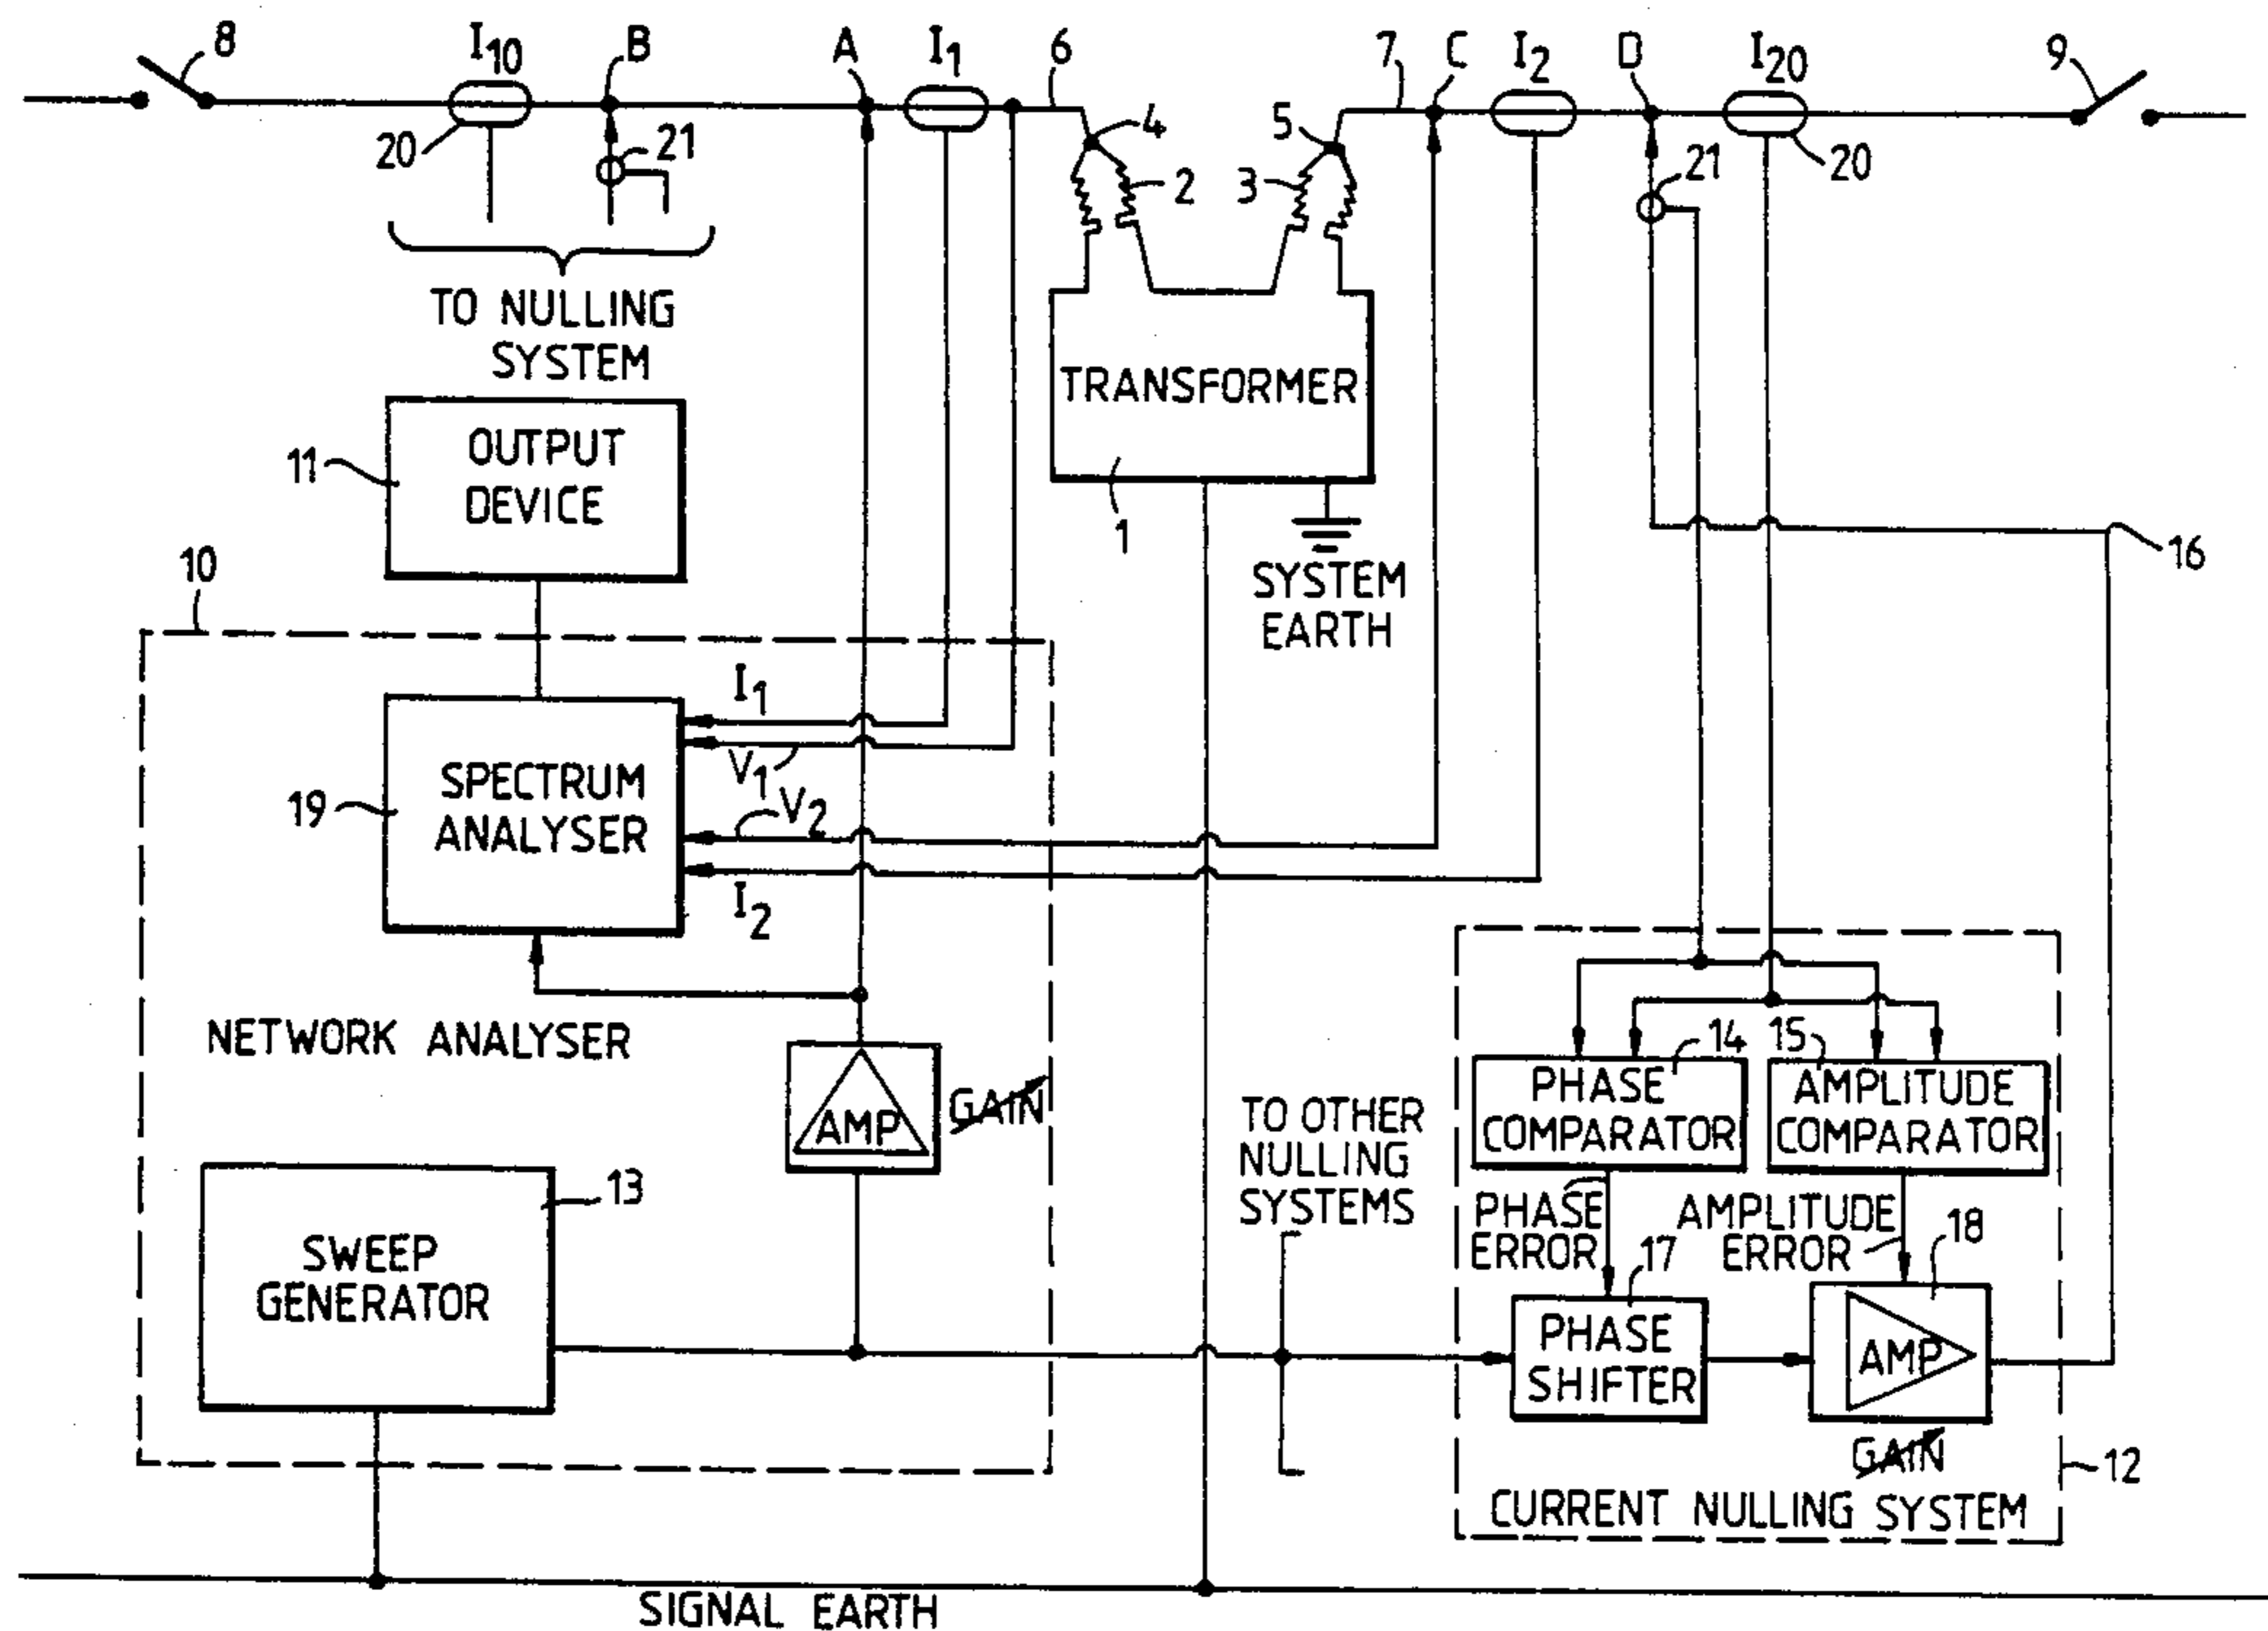 8
I10
B
A
I1
6
7
C
I2
D
I20
9
20
21
4
2
5
3
21
20
TO NULLING
SYSTEM
TRANSFORMER
1
SYSTEM
EARTH
16
OUTPUT
DEVICE
11
10
I1
V1
V2
I2
SPECTRUM
ANALYSER
19
NETWORK ANALYSER
AMP
GAIN
SWEEP
GENERATOR
13
TO OTHER
NULLING
SYSTEMS
PHASE
COMPARATOR
14
15
AMPLITUDE
COMPARATOR
PHASE
ERROR
AMPLITUDE
ERROR
17
18
PHASE
SHIFTER
AMP
GAIN
12
CURRENT NULLING SYSTEM
SIGNAL EARTH